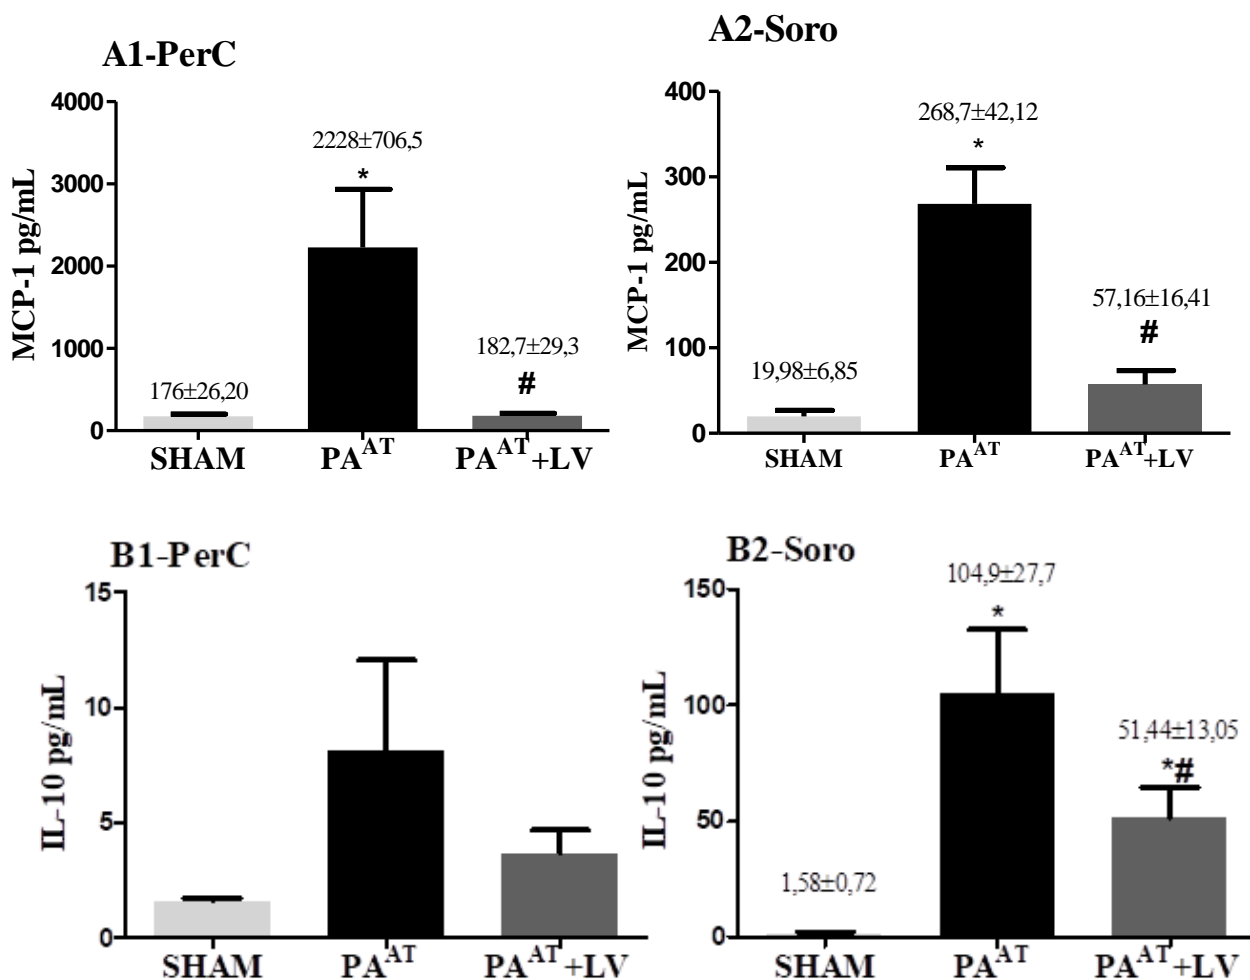 A1-PerC
MCP-1 pg/mL
4000
3000
2000
1000
0
176±26,20
2228±706,5
*
182,7±29,3
#
SHAM
PA^AT
PA^AT+LV
A2-Soro
MCP-1 pg/mL
400
300
200
100
0
19,98±6,85
268,7±42,12
*
57,16±16,41
#
SHAM
PA^AT
PA^AT+LV
B1-PerC
IL-10 pg/mL
15
10
5
0
SHAM
PA^AT
PA^AT+LV
B2-Soro
IL-10 pg/mL
150
100
50
0
1,58±0,72
104,9±27,7
*
51,44±13,05
*#
SHAM
PA^AT
PA^AT+LV